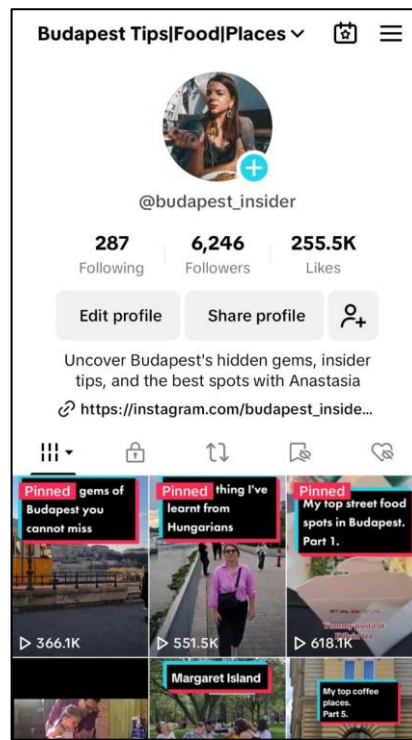 Budapest Tips|Food|Places
@budapest_insider
287
Following
6,246
Followers
255.5K
Likes
Edit profile
Share profile
Uncover Budapest's hidden gems, insider
tips, and the best spots with Anastasia
https://instagram.com/budapest_inside...
Pinned gems of
Budapest you
cannot miss
366.1K
Pinned thing I've
learnt from
Hungarians
551.5K
Pinned
My top street food
spots in Budapest.
Part 1.
Yummy pasta at
618.1K
Margaret Island
My top coffee
places.
Part 5.